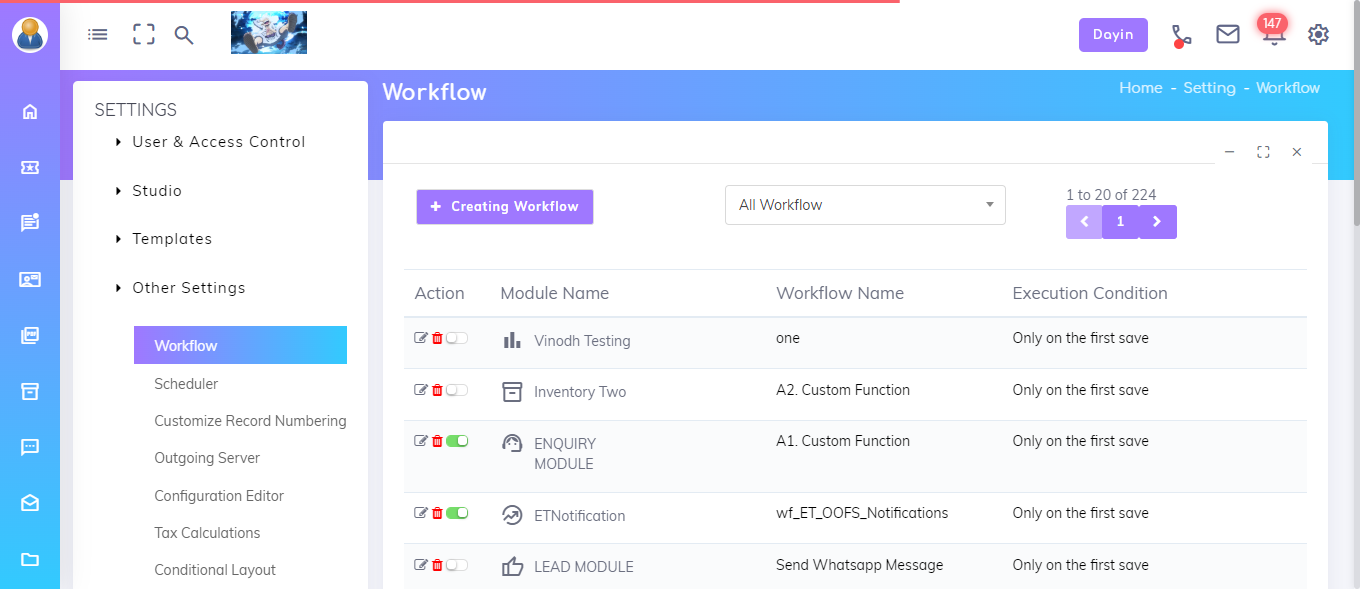 Dayin
147
SETTINGS
User & Access Control
Studio
Templates
Other Settings
Workflow
Scheduler
Customize Record Numbering
Outgoing Server
Configuration Editor
Tax Calculations
Conditional Layout
Workflow
Home - Setting - Workflow
+ Creating Workflow
All Workflow
1 to 20 of 224
1
Action Module Name Workflow Name Execution Condition
Vinodh Testing one Only on the first save
Inventory Two A2. Custom Function Only on the first save
ENQUIRY A1. Custom Function Only on the first save
MODULE
ETNotification wf_ET_OOFS_Notifications Only on the first save
LEAD MODULE Send Whatsapp Message Only on the first save